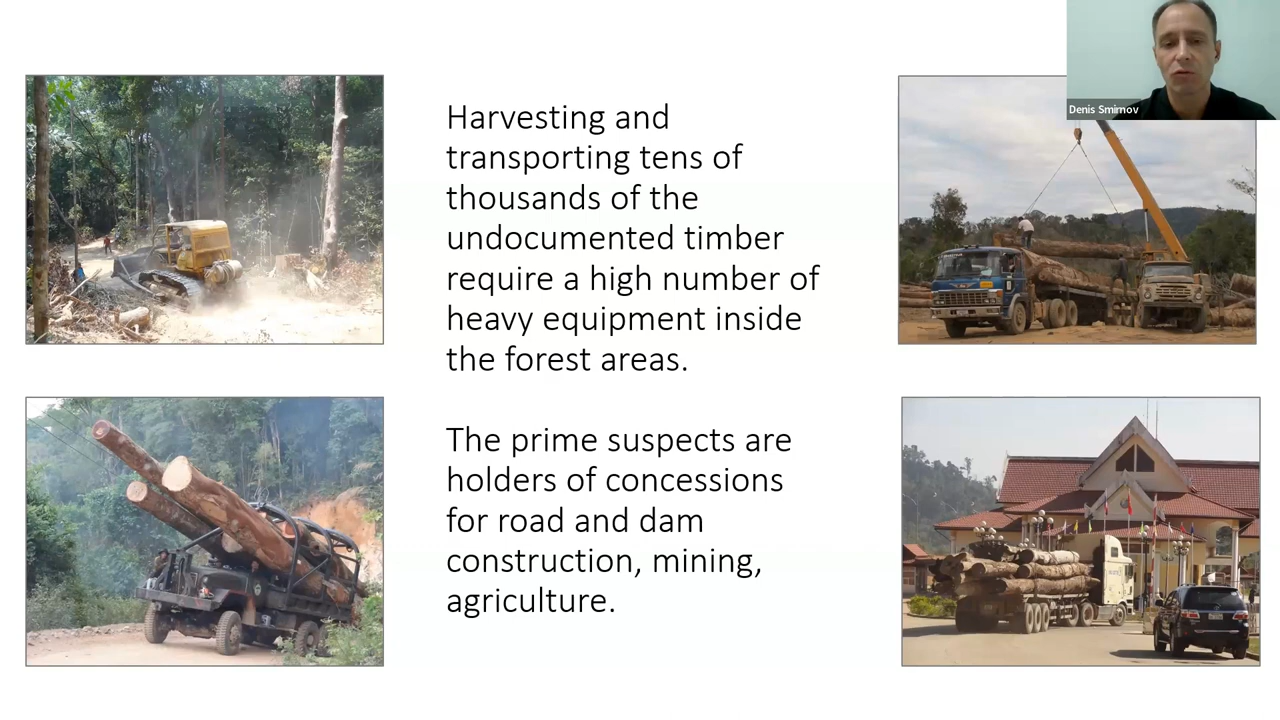 Denis Smirnov
Harvesting and
transporting tens of
thousands of the
undocumented timber
require a high number of
heavy equipment inside
the forest areas.
The prime suspects are
holders of concessions
for road and dam
construction, mining,
agriculture.